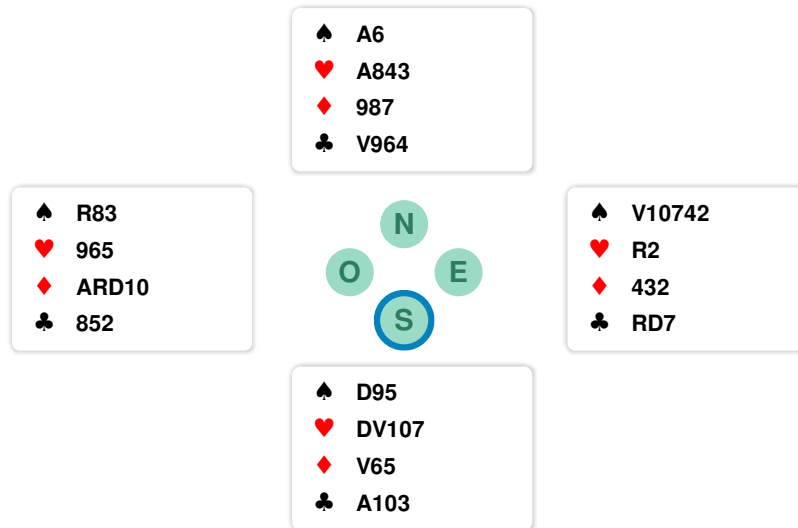 ♠ A6
♥ A843
♦ 987
♣ V964
♠ R83
♥ 965
♦ ARD10
♣ 852
N
O E
S
♠ V10742
♥ R2
♦ 432
♣ RD7
♠ D95
♥ DV107
♦ V65
♣ A103